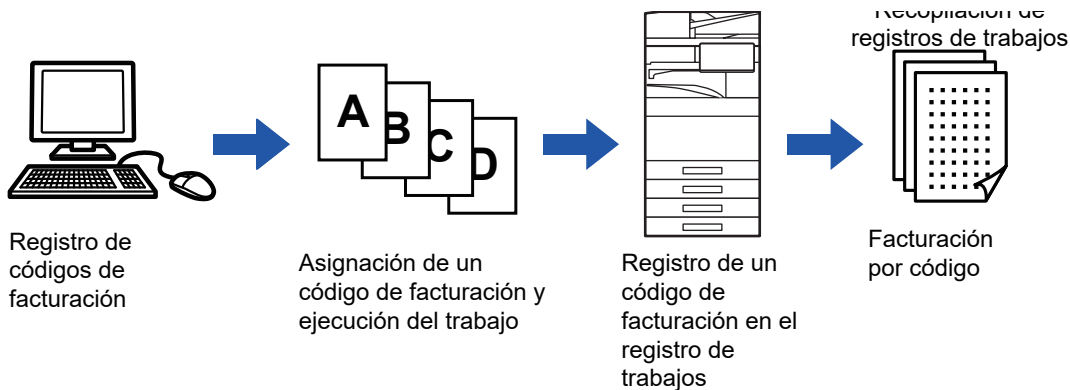 Recopilación de
registros de trabajos
A
B
C
D
Registro de
códigos de
facturación
Asignación de un
código de facturación y
ejecución del trabajo
Registro de un
código de
facturación en el
registro de
trabajos
Facturación
por código